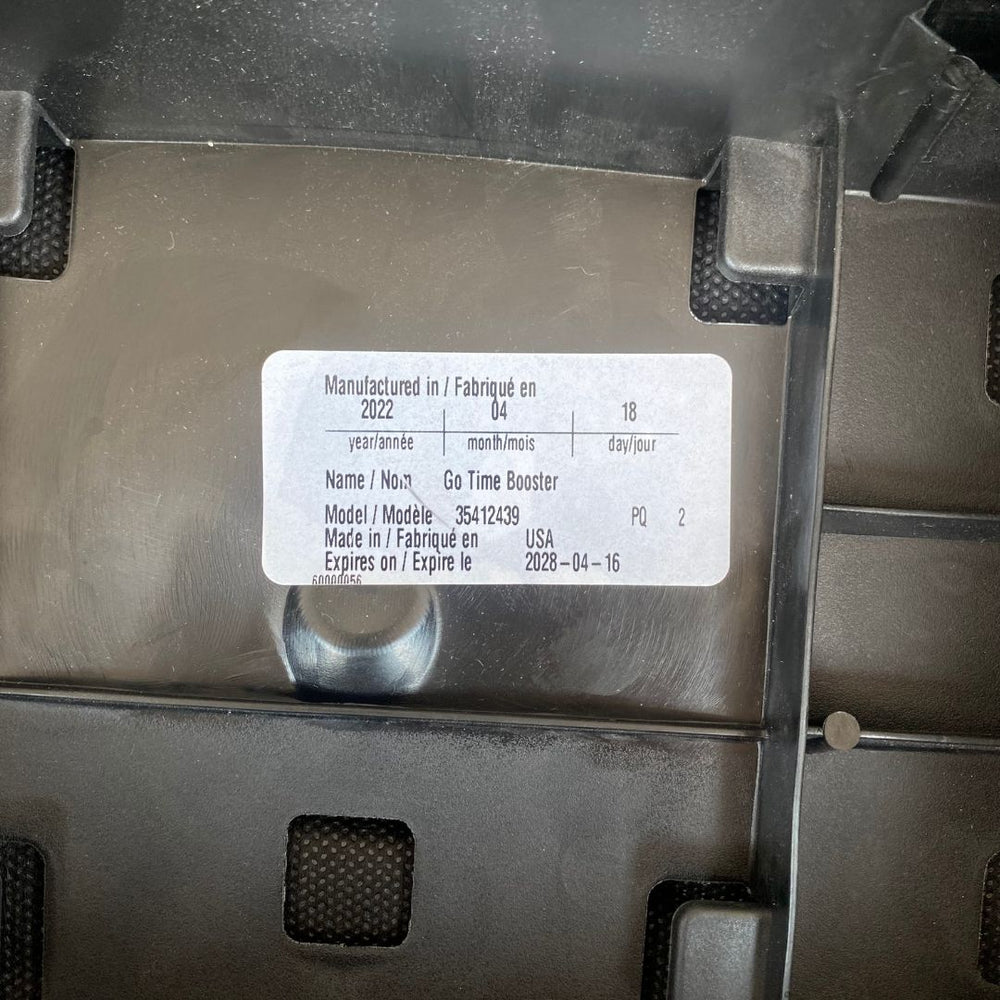 Manufactured in / Fabriqué en
2022 04 18
year/année month/mois day/jour
Name / Nom Go Time Booster
Model / Modèle 35412439 PQ 2
Made in / Fabriqué en USA
Expires on / Expire le 2028-04-16
60000056